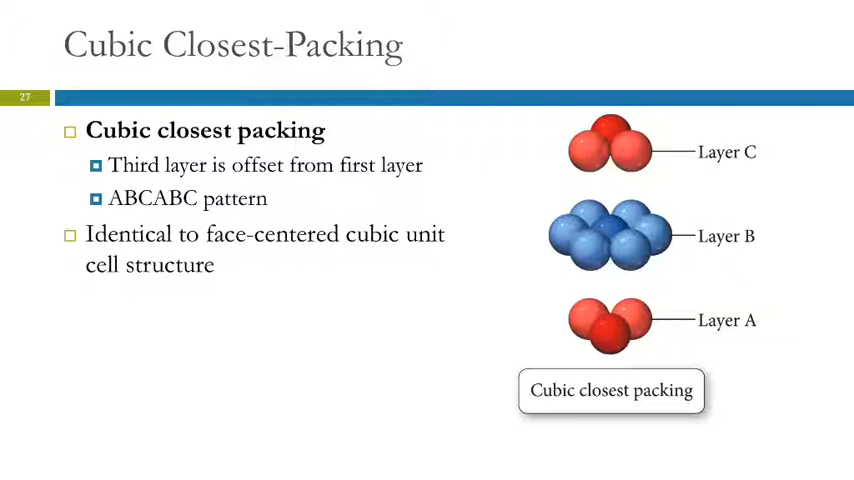 Cubic Closest-Packing
27
Cubic closest packing
Third layer is offset from first layer
ABCABC pattern
Identical to face-centered cubic unit
cell structure
Layer C
Layer B
Layer A
Cubic closest packing